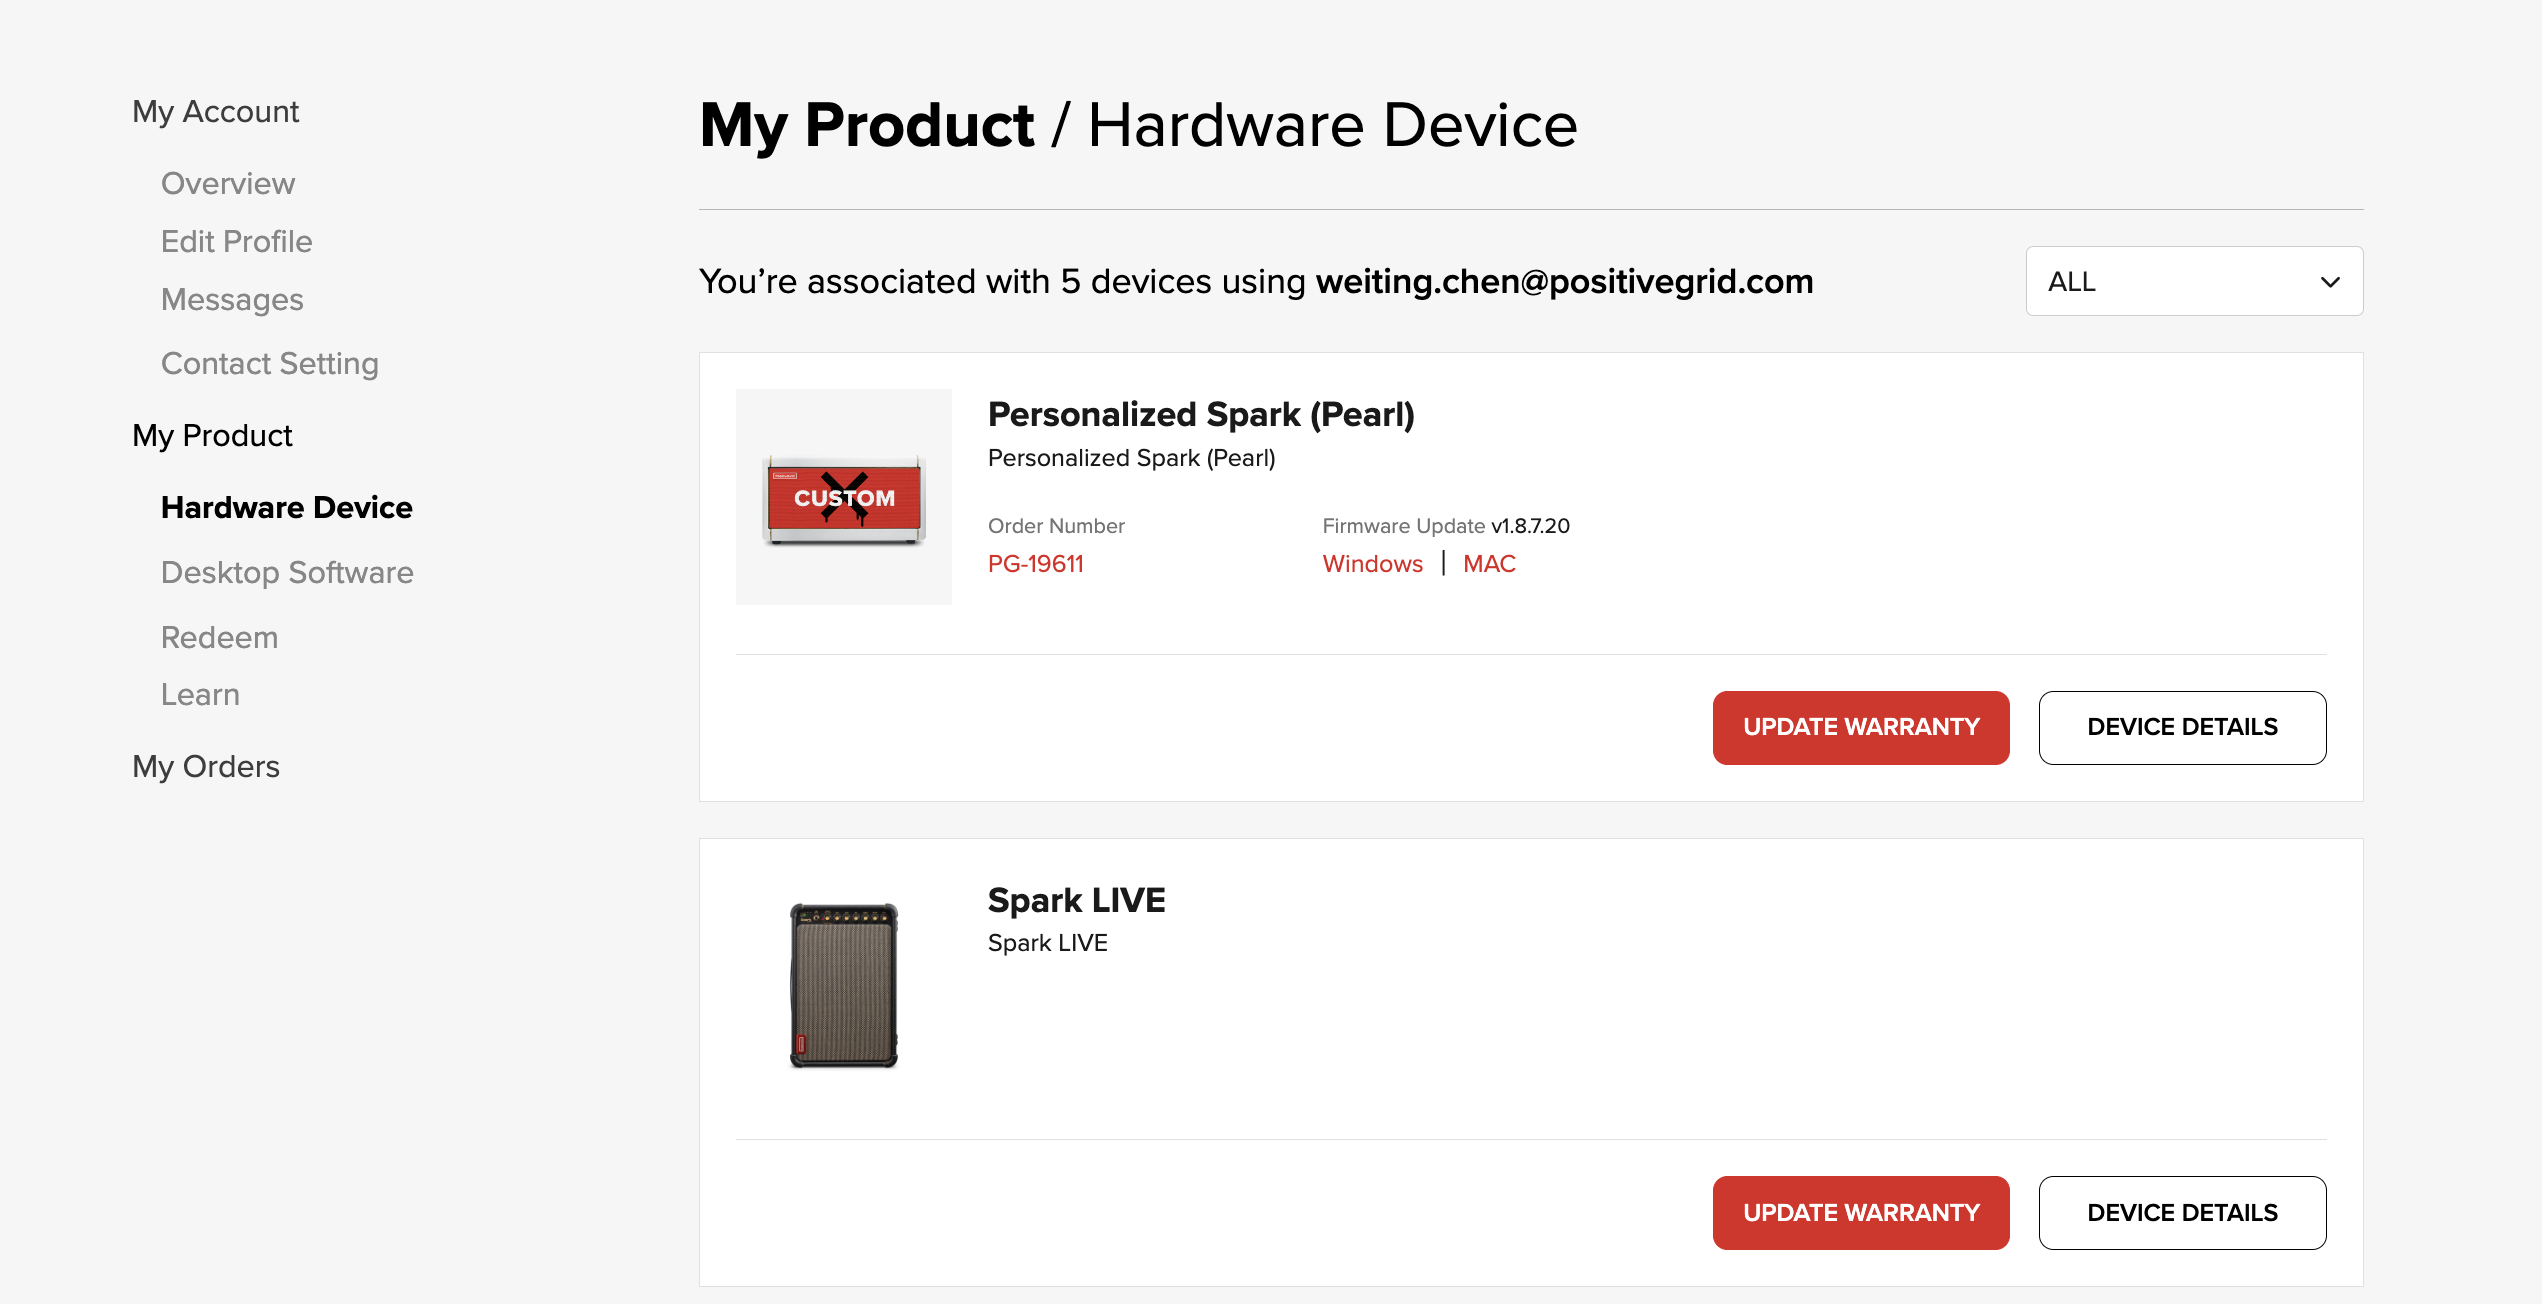 My Account
Overview
Edit Profile
Messages
Contact Setting
My Product
Hardware Device
Desktop Software
Redeem
Learn
My Orders
My Product / Hardware Device
You’re associated with 5 devices using weiting.chen@positivegrid.com
ALL
CUSTOM
Personalized Spark (Pearl)
Personalized Spark (Pearl)
Order Number
PG-19611
Firmware Update v1.8.7.20
Windows | MAC
UPDATE WARRANTY
DEVICE DETAILS
Spark LIVE
Spark LIVE
UPDATE WARRANTY
DEVICE DETAILS